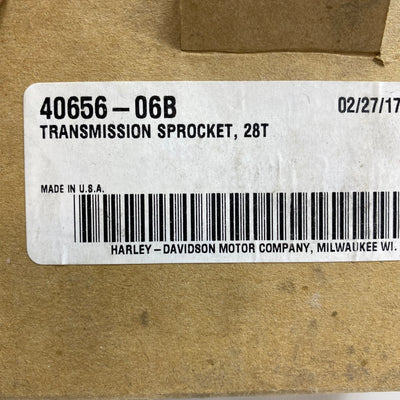 40656-06B 02/27/17
TRANSMISSION SPROCKET, 28T
MADE IN U.S.A.
HARLEY-DAVIDSON MOTOR COMPANY, MILWAUKEE WI.